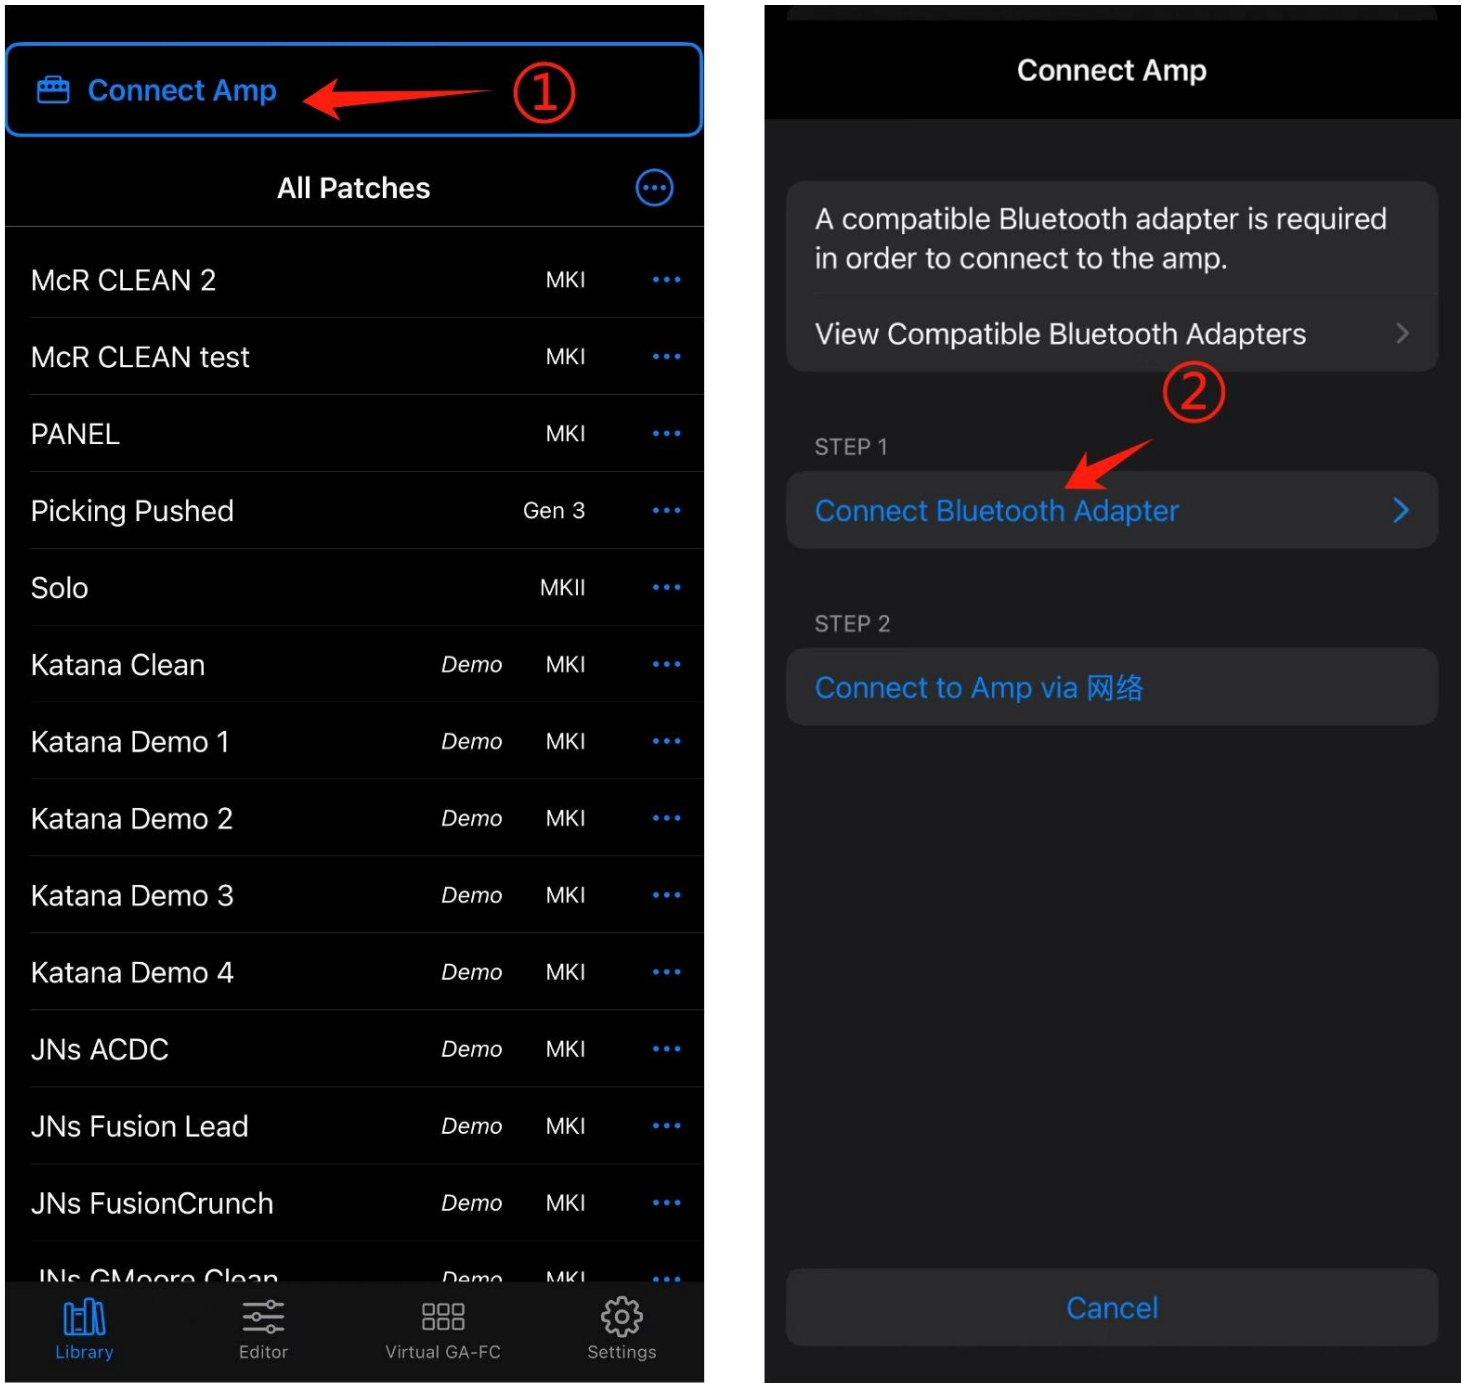 Connect Amp
①
All Patches
McR CLEAN 2 MKI
McR CLEAN test MKI
PANEL MKI
Picking Pushed Gen 3
Solo MKII
Katana Clean Demo MKI
Katana Demo 1 Demo MKI
Katana Demo 2 Demo MKI
Katana Demo 3 Demo MKI
Katana Demo 4 Demo MKI
JNs ACDC Demo MKI
JNs Fusion Lead Demo MKI
JNs FusionCrunch Demo MKI
JNs GMoore Clean Demo MKI
Library Editor Virtual GA-FC Settings
Connect Amp
A compatible Bluetooth adapter is required
in order to connect to the amp.
View Compatible Bluetooth Adapters
②
STEP 1
Connect Bluetooth Adapter
STEP 2
Connect to Amp via 网络
Cancel